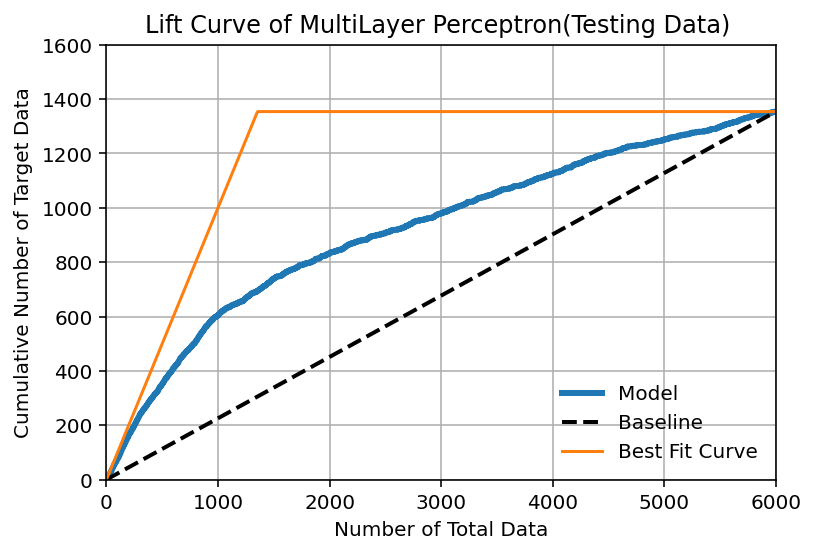 Lift Curve of MultiLayer Perceptron(Testing Data)
Cumulative Number of Target Data
1600
1400
1200
1000
800
600
400
200
0
Model
Baseline
Best Fit Curve
0 1000 2000 3000 4000 5000 6000
Number of Total Data